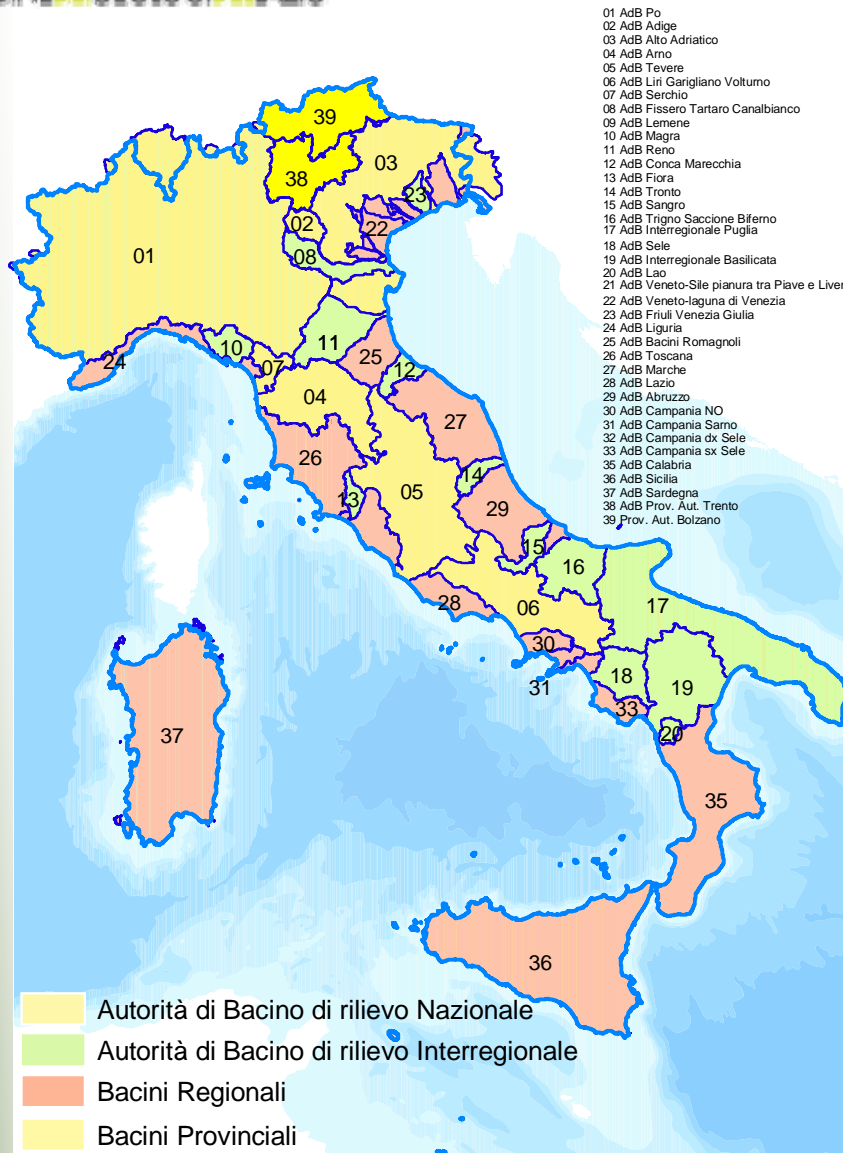 01 AdB Po
02 AdB Adige
03 AdB Alto Adriatico
04 AdB Arno
05 AdB Tevere
06 AdB Liri Garigliano Volturno
07 AdB Serchio
08 AdB Fissero Tartaro Canalbianco
09 AdB Lemene
10 AdB Magra
11 AdB Reno
12 AdB Conca Marecchia
13 AdB Fiora
14 AdB Tronto
15 AdB Sangro
16 AdB Trigno Saccione Biferno
17 AdB Interregionale Puglia
18 AdB Sele
19 AdB Interregionale Basilicata
20 AdB Lao
21 AdB Veneto-Sile pianura tra Piave e Liver
22 AdB Veneto-laguna di Venezia
23 AdB Friuli Venezia Giulia
24 AdB Liguria
25 AdB Bacini Romagnoli
26 AdB Toscana
27 AdB Marche
28 AdB Lazio
29 AdB Abruzzo
30 AdB Campania NO
31 AdB Campania Sarno
32 AdB Campania dx Sele
33 AdB Campania sx Sele
35 AdB Calabria
36 AdB Sicilia
37 AdB Sardegna
38 AdB Prov. Aut. Trento
39 Prov. Aut. Bolzano
39
03
38
23
02
22
01
08
10
11
25
24
07
12
04
27
26
14
13
05
29
15
16
28
06
17
30
31
18
19
33
20
37
35
36
Autorità di Bacino di rilievo Nazionale
Autorità di Bacino di rilievo Interregionale
Bacini Regionali
Bacini Provinciali